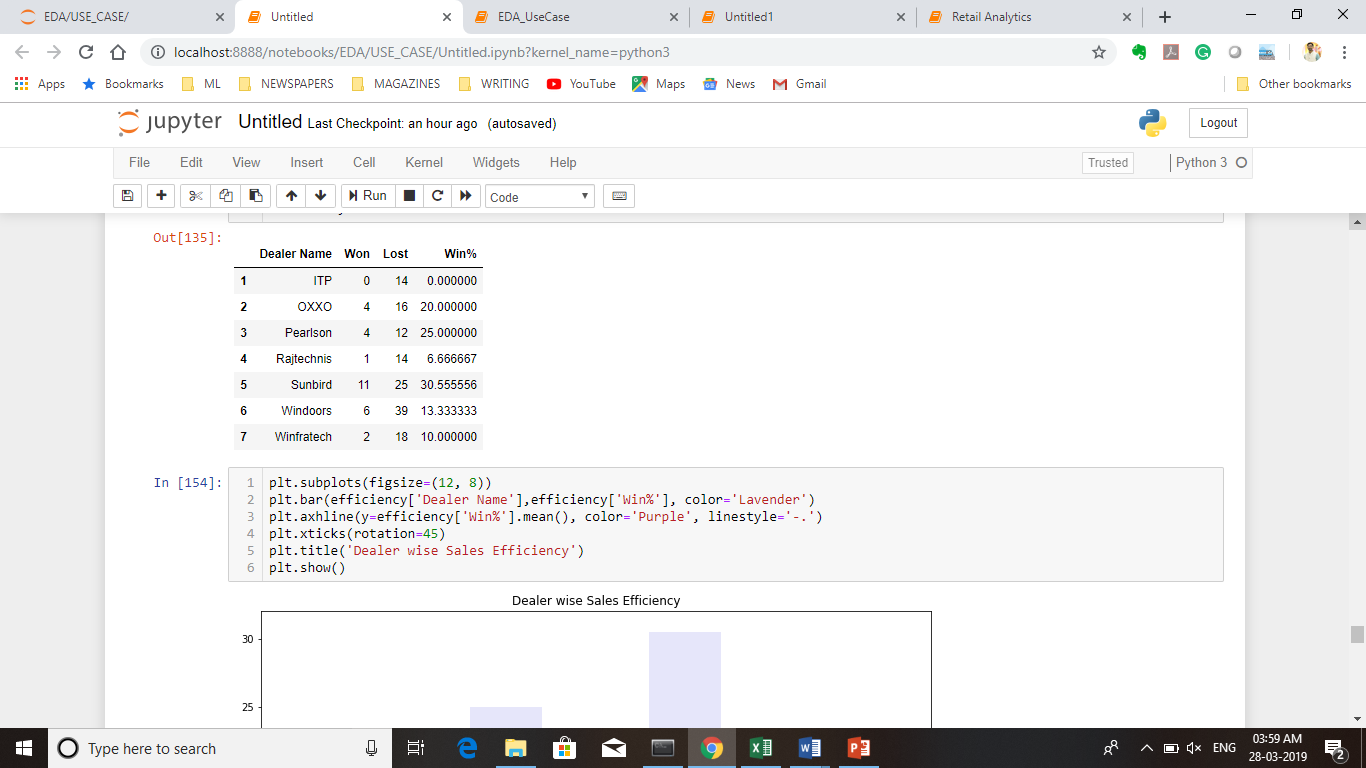 EDA/USE_CASE/ Untitled EDA_UseCase Untitled1 Retail Analytics
localhost:8888/notebooks/EDA/USE_CASE/Untitled.ipynb?kernel_name=python3
Apps Bookmarks ML NEWSPAPERS MAGAZINES WRITING YouTube Maps News Gmail Other bookmarks
jupyter Untitled Last Checkpoint: an hour ago (autosaved) Logout
File Edit View Insert Cell Kernel Widgets Help Trusted Python 3
Run Code
Out[135]:
Dealer Name Won Lost Win%
1 ITP 0 14 0.000000
2 OXXO 4 16 20.000000
3 Pearlson 4 12 25.000000
4 Rajtechnis 1 14 6.666667
5 Sunbird 11 25 30.555556
6 Windoors 6 39 13.333333
7 Winfratech 2 18 10.000000
In [154]:
1 plt.subplots(figsize=(12, 8))
2 plt.bar(efficiency['Dealer Name'],efficiency['Win%'], color='Lavender')
3 plt.axhline(y=efficiency['Win%'].mean(), color='Purple', linestyle='-.')
4 plt.xticks(rotation=45)
5 plt.title('Dealer wise Sales Efficiency')
6 plt.show()
Dealer wise Sales Efficiency
30
25
Type here to search ENG 03:59 AM
28-03-2019 2